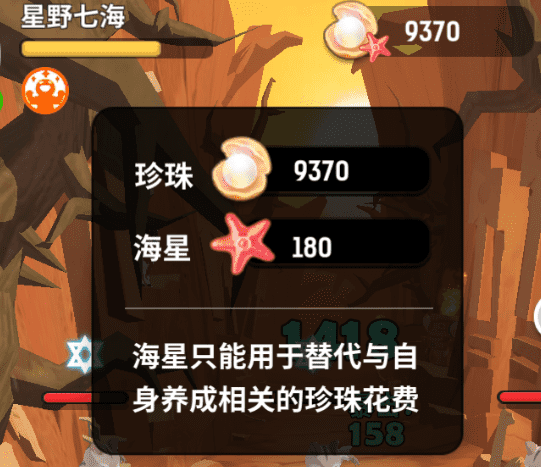 星野七海
9370
珍珠 9370
海星 180
1418
海星只能用于替代与自
身养成相关的珍珠花费
158